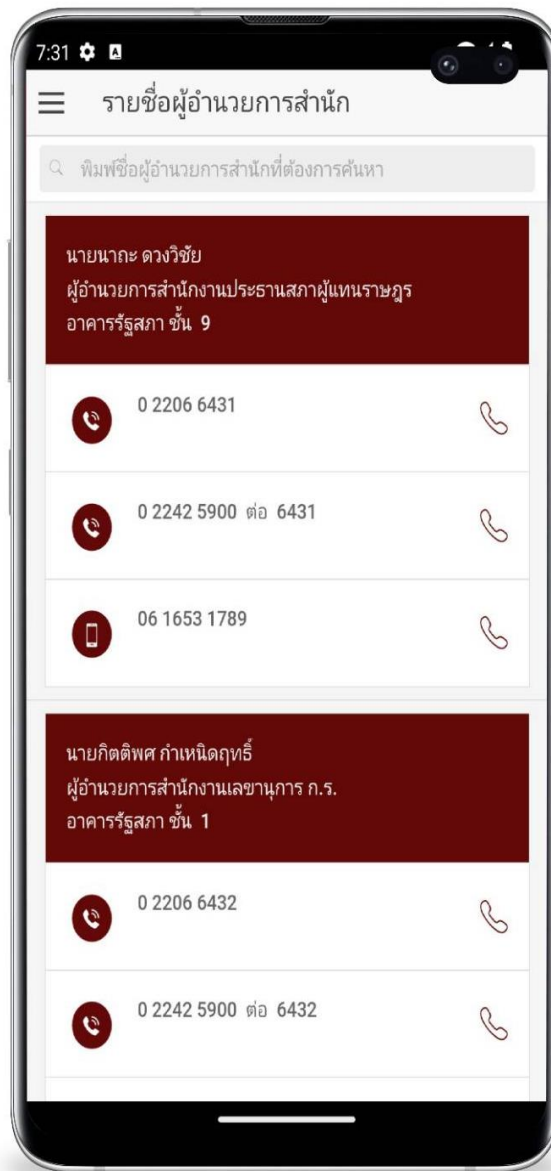 7:31
รายชื่อผู้อำนวยการสำนัก
พิมพ์ชื่อผู้อำนวยการสำนักที่ต้องการค้นหา
นายนาถะ ดวงวิชัย
ผู้อำนวยการสำนักงานประธานสภาผู้แทนราษฎร
อาคารรัฐสภา ชั้น 9
0 2206 6431
0 2242 5900 ต่อ 6431
06 1653 1789
นายกิตติพศ กำเหนิดฤทธิ์
ผู้อำนวยการสำนักงานเลขานุการ ก.ร.
อาคารรัฐสภา ชั้น 1
0 2206 6432
0 2242 5900 ต่อ 6432